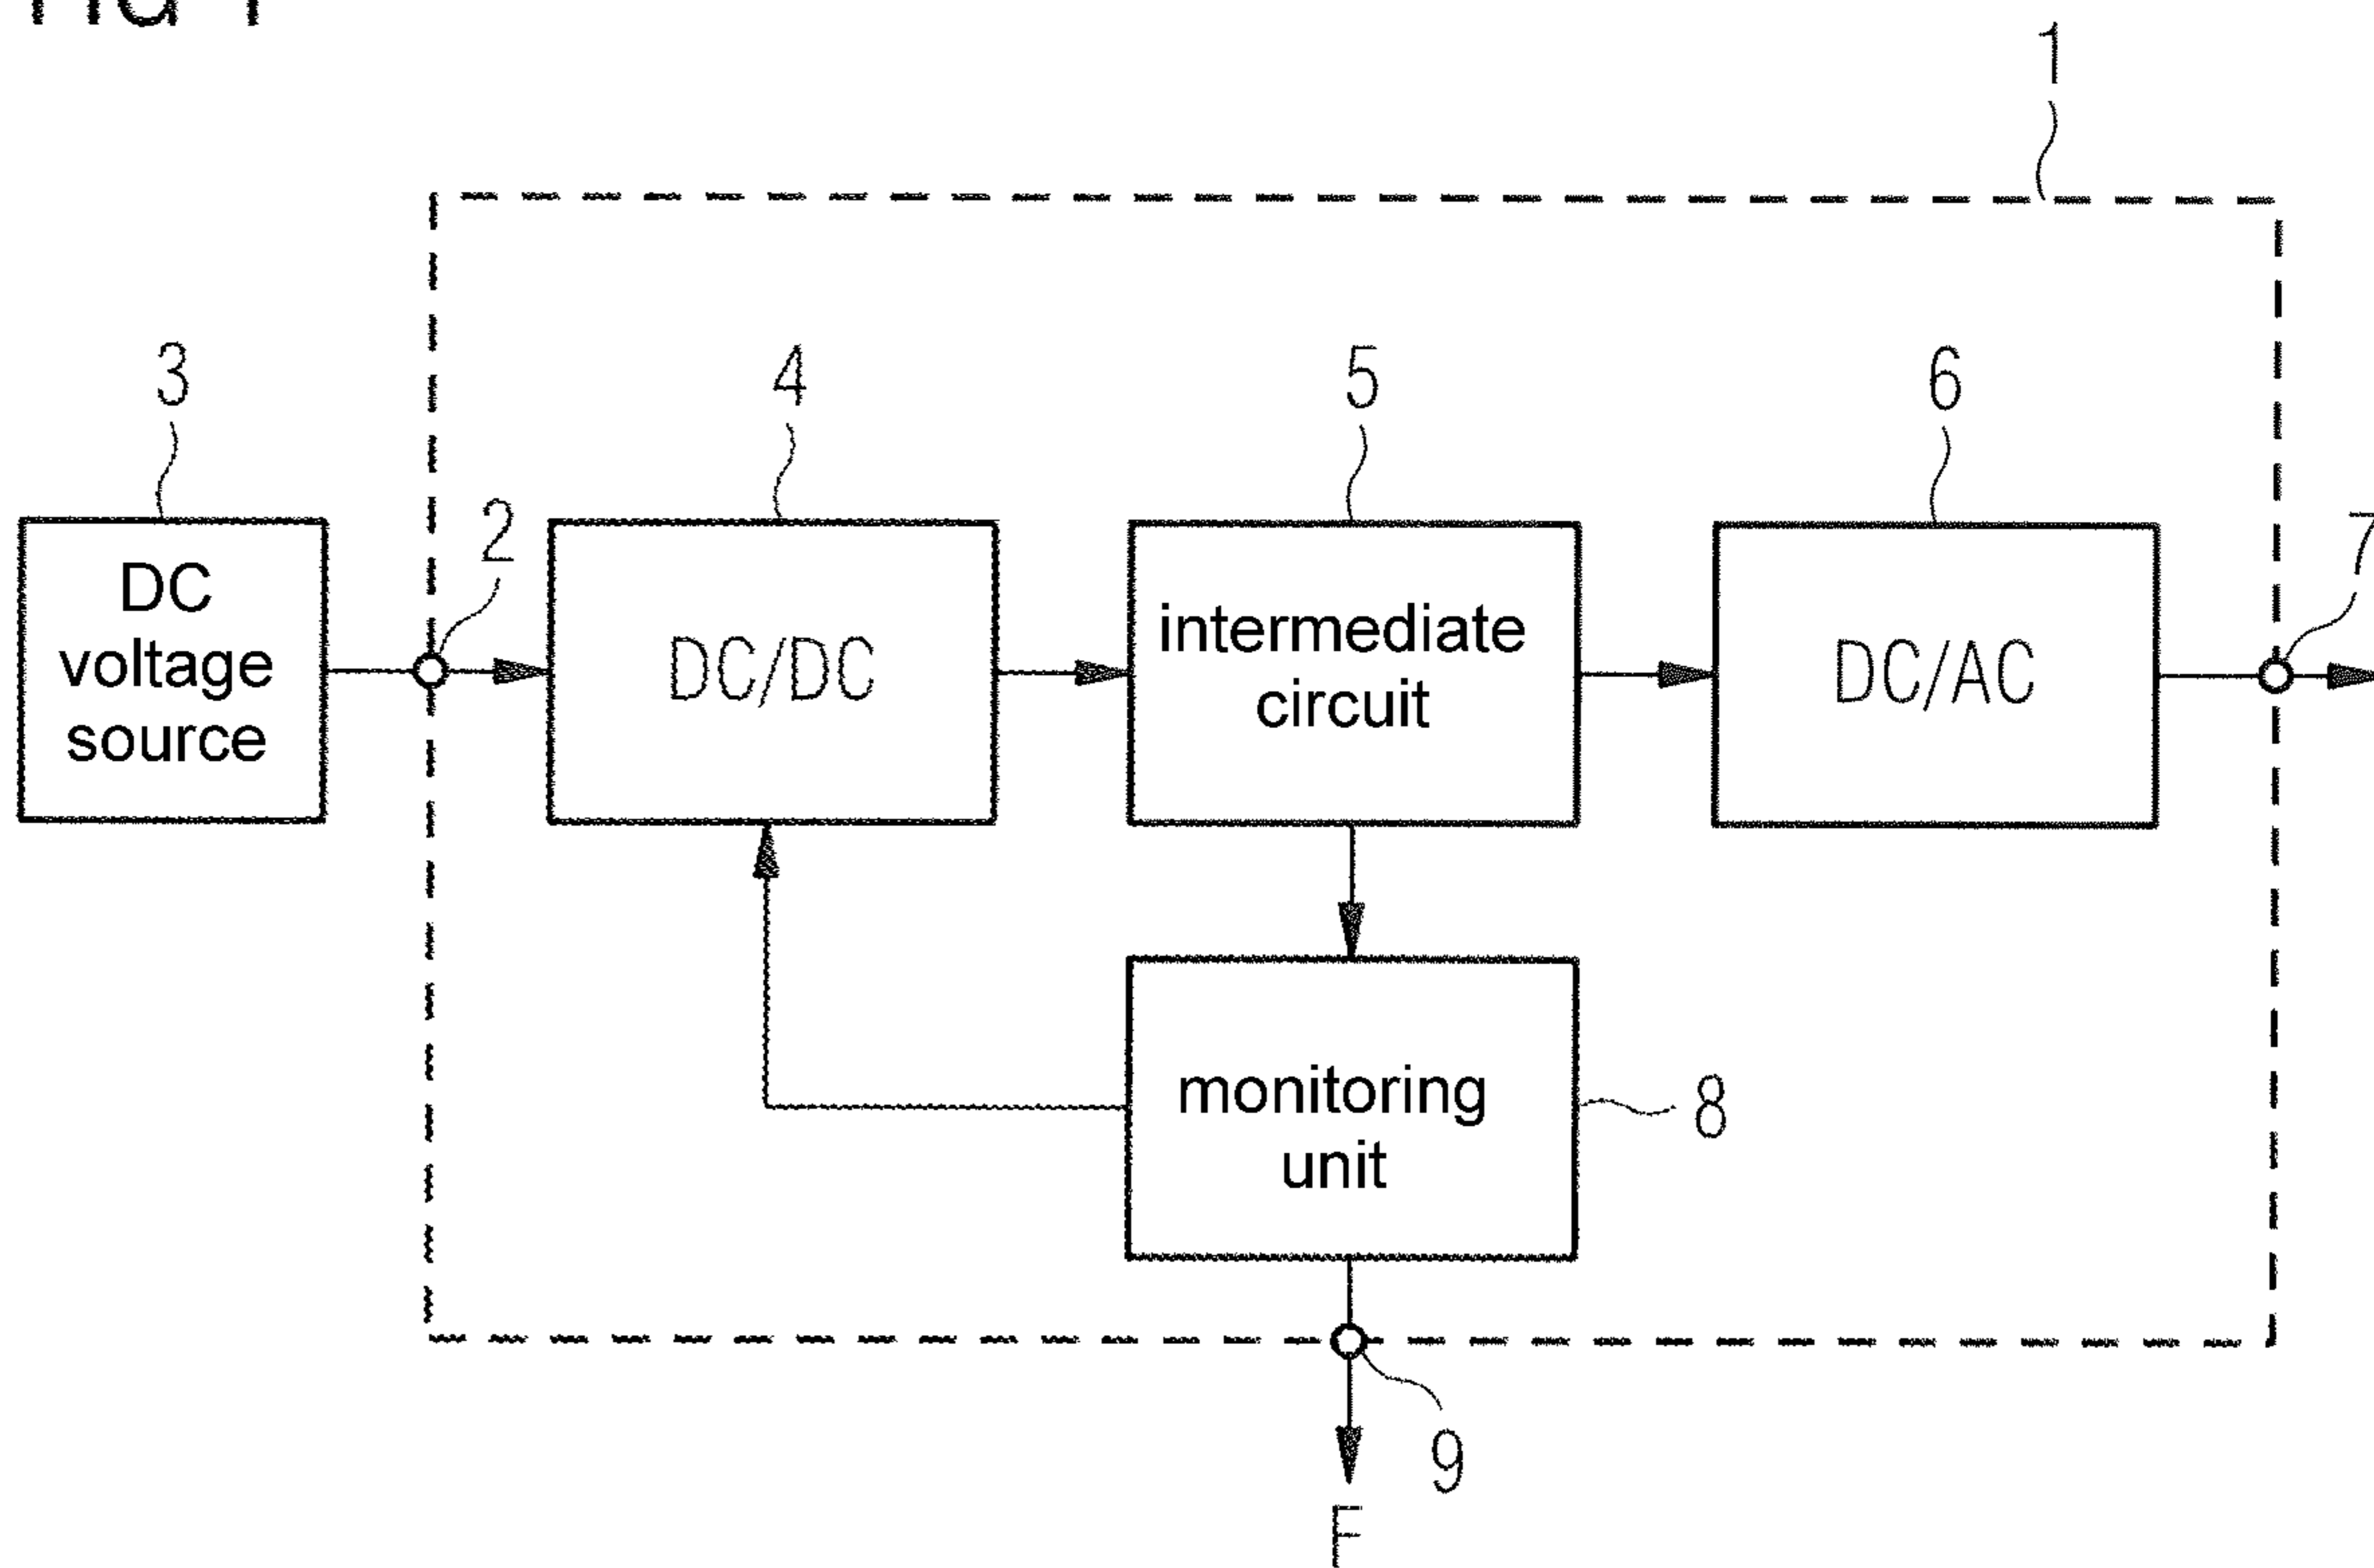 1
3
4
5
6
2
7
DC
voltage
source
DC/DC
intermediate
circuit
DC/AC
monitoring
unit
8
9
F